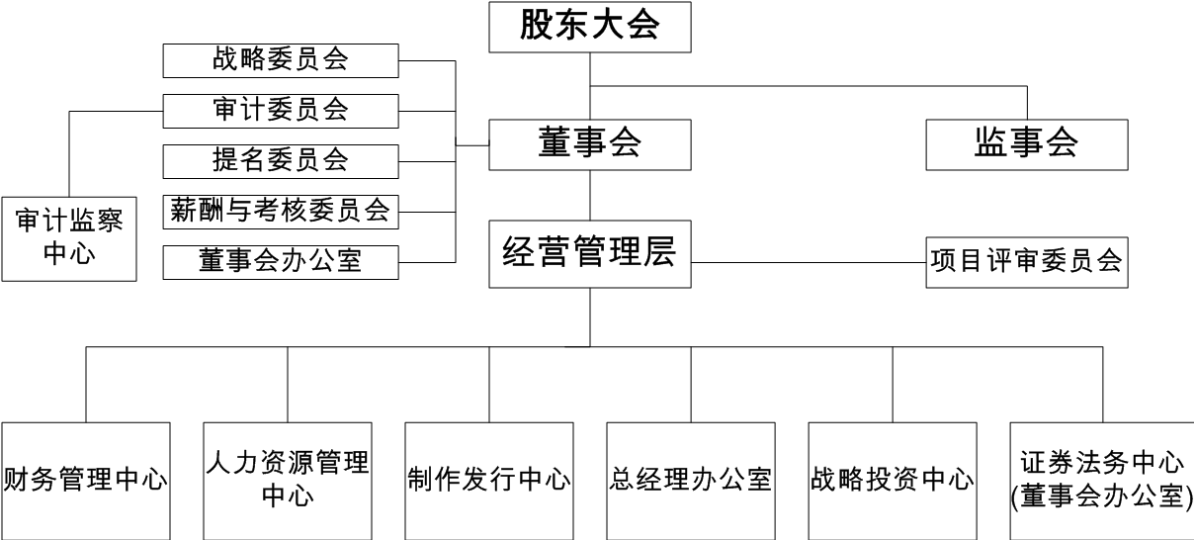 股东大会
战略委员会
审计委员会
董事会
监事会
提名委员会
薪酬与考核委员会
审计监察
中心
董事会办公室
经营管理层
项目评审委员会
财务管理中心
人力资源管理
中心
制作发行中心
总经理办公室
战略投资中心
证券法务中心
(董事会办公室)